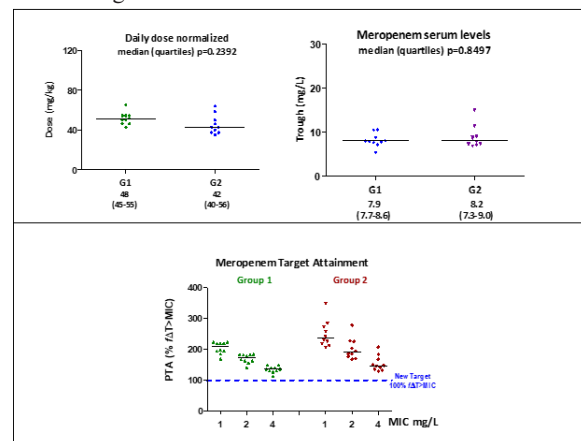 Daily dose normalized
median (quartiles) p=0.2392
Dose (mg/kg)
120
80
40
0
G1
G2
48
42
(45-55)
(40-56)
Meropenem serum levels
median (quartiles) p=0.8497
Trough (mg/L)
30
20
10
0
G1
G2
7.9
8.2
(7.7-8.6)
(7.3-9.0)
Meropenem Target Attainment
Group 1
Group 2
PTA (% fΔT>MIC)
400
300
200
100
0
New Target
100% fΔT>MIC
1
2
4
1
2
4
MIC mg/L